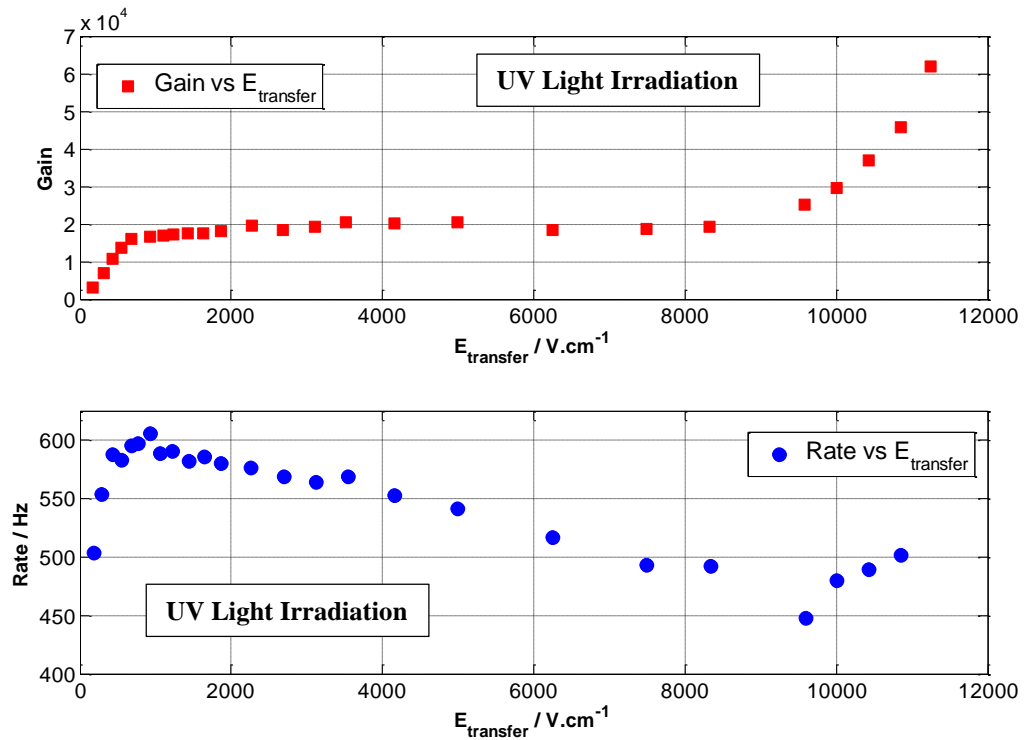 x 10^4
7
6
5
4
3
2
1
0
Gain
Gain vs E_transfer
UV Light Irradiation
0 2000 4000 6000 8000 10000 12000
E_transfer / V.cm^-1
600
550
500
450
400
Rate / Hz
Rate vs E_transfer
UV Light Irradiation
0 2000 4000 6000 8000 10000 12000
E_transfer / V.cm^-1